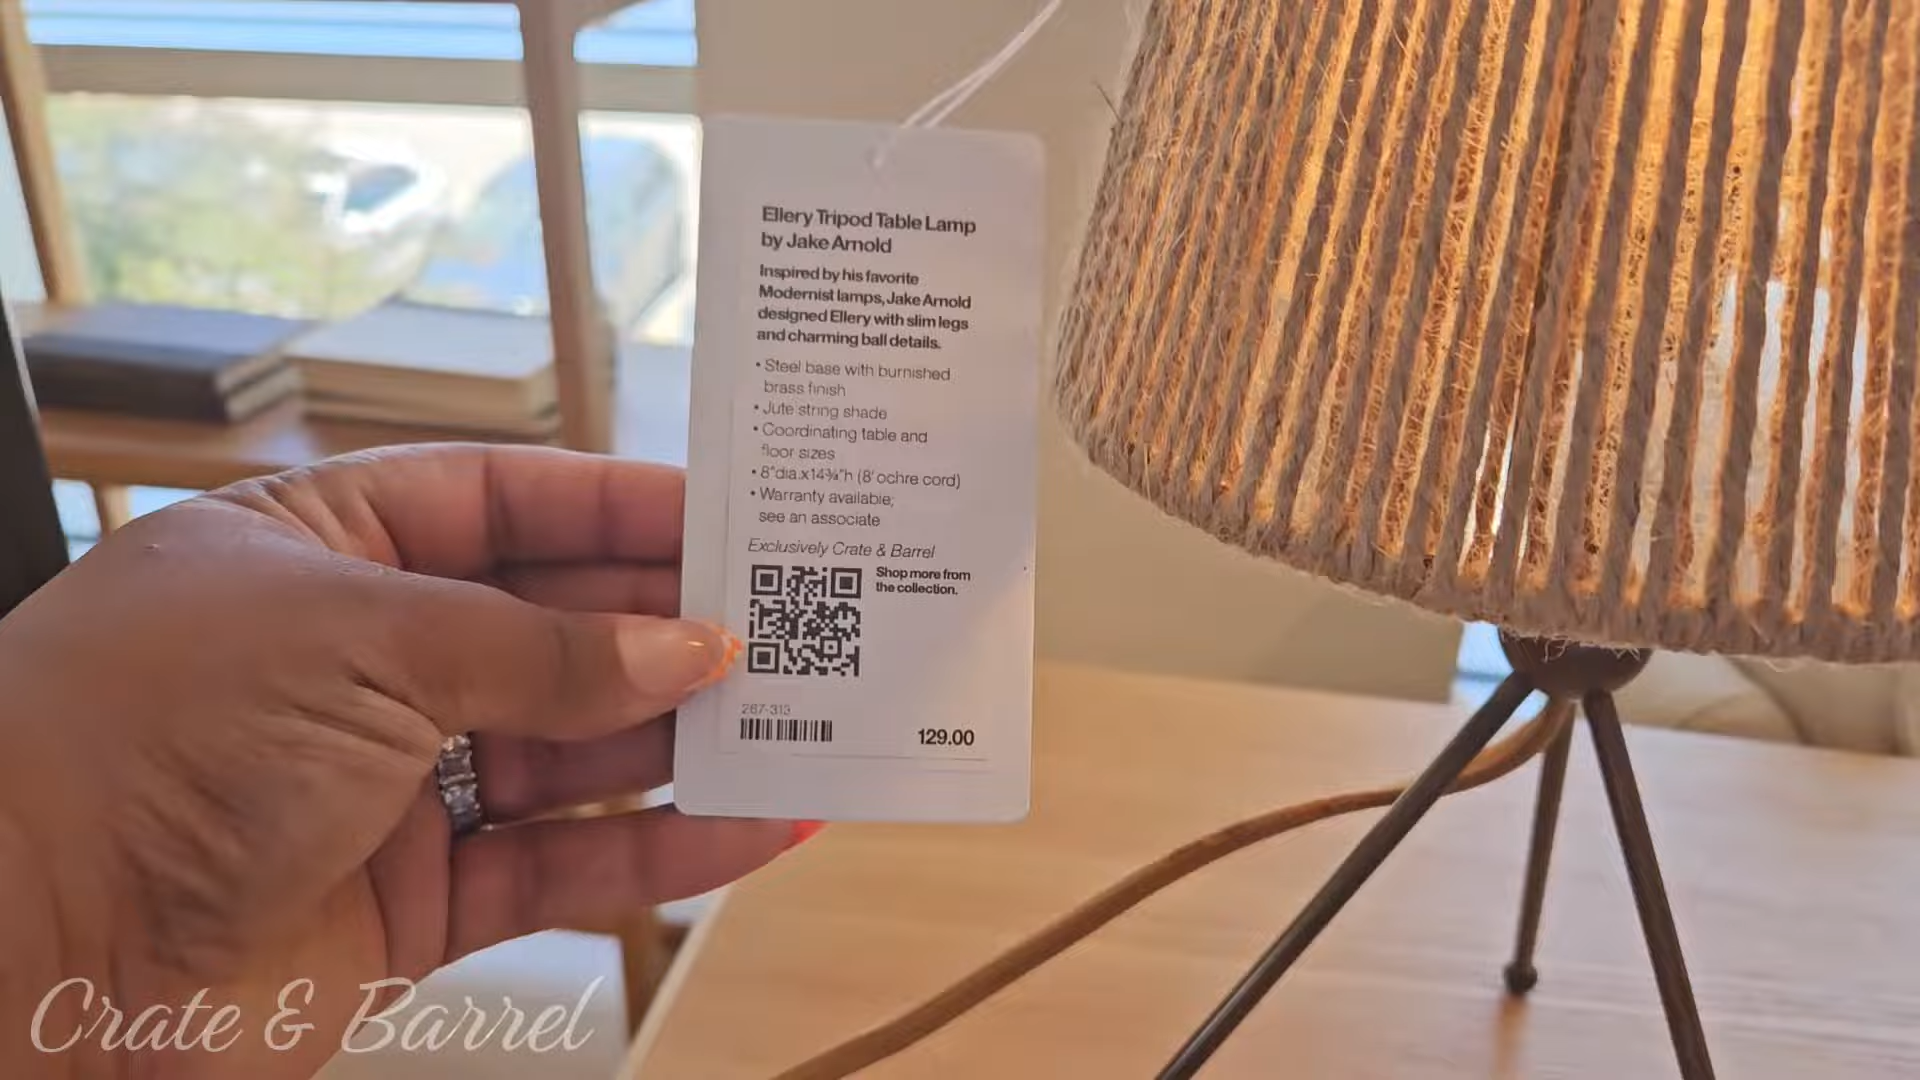 Ellery Tripod Table Lamp
by Jake Arnold
Inspired by his favorite
Modernist lamps, Jake Arnold
designed Ellery with slim legs
and charming ball details.
• Steel base with burnished
brass finish
• Jute string shade
• Coordinating table and
floor sizes
• 8"dia.x14¾"h (8' ochre cord)
• Warranty available;
see an associate
Exclusively Crate & Barrel
Shop more from
the collection.
267-313
129.00
Crate & Barrel